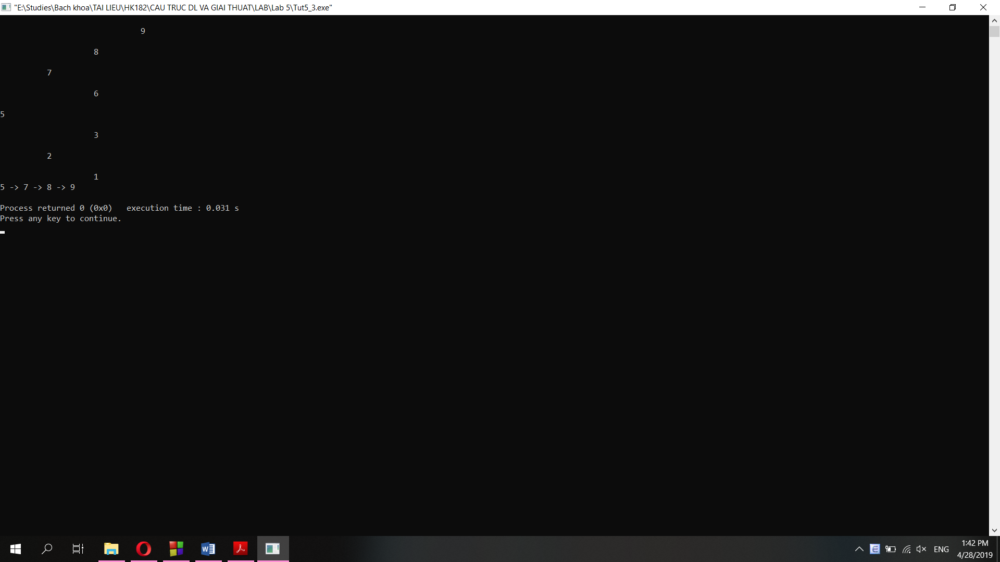 "E:\Studies\Bach khoa\TAI LIEU\HK182\CAU TRUC DL VA GIAI THUAT\LAB\Lab 5\Tut5_3.exe"
9
8
7
6
5
3
2
1
5 -> 7 -> 8 -> 9
Process returned 0 (0x0)   execution time : 0.031 s
Press any key to continue.
ENG
1:42 PM
4/28/2019